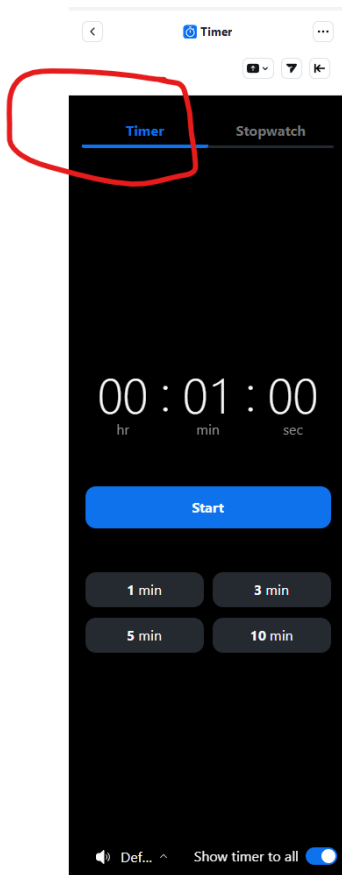 Timer
Timer Stopwatch
00 : 01 : 00
hr min sec
Start
1 min 3 min
5 min 10 min
Def... Show timer to all